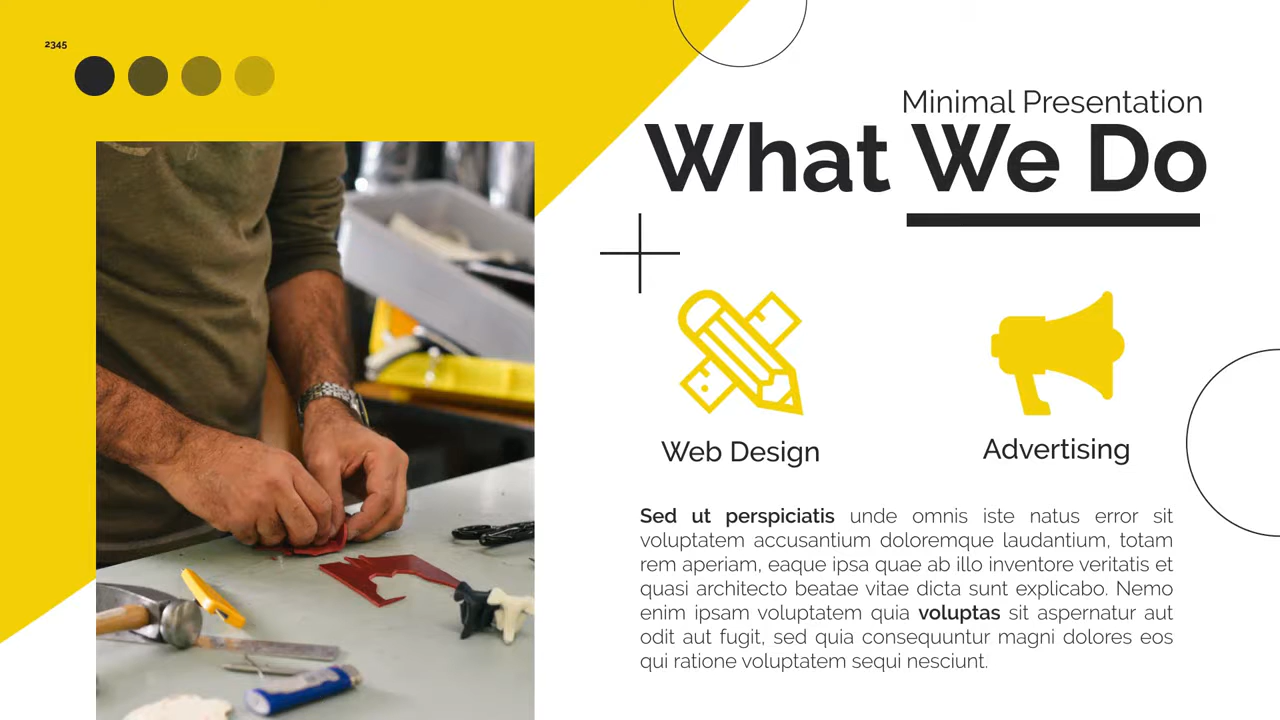 2345
Minimal Presentation
What We Do
Web Design
Advertising
Sed ut perspiciatis unde omnis iste natus error sit
voluptatem accusantium doloremque laudantium, totam
rem aperiam, eaque ipsa quae ab illo inventore veritatis et
quasi architecto beatae vitae dicta sunt explicabo. Nemo
enim ipsam voluptatem quia voluptas sit aspernatur aut
odit aut fugit, sed quia consequuntur magni dolores eos
qui ratione voluptatem sequi nesciunt.